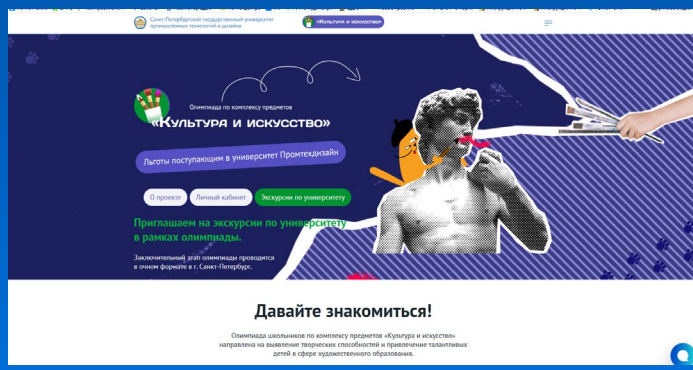 Санкт-Петербургский государственный университет
промышленных технологий и дизайна
«Культура и искусство»
Олимпиада по комплексу предметов
«Культура и искусство»
Льготы поступающим в университет Промтехдизайн
О проекте
Личный кабинет
Экскурсии по университету
Приглашаем на экскурсии по университету
в рамках олимпиады.
Заключительный этап олимпиады проводится
в очном формате в г. Санкт-Петербург.
Давайте знакомиться!
Олимпиада школьников по комплексу предметов «Культура и искусство»
направлена на выявление творческих способностей и привлечение талантливых
детей в сфере художественного образования.